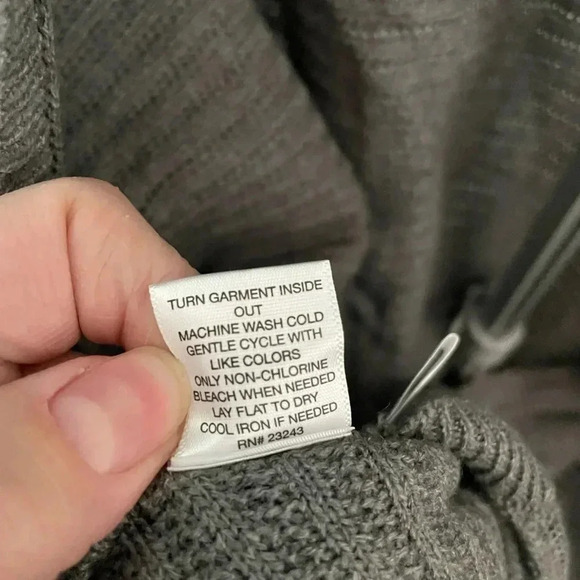 TURN GARMENT INSIDE
OUT
MACHINE WASH COLD
GENTLE CYCLE WITH
LIKE COLORS
ONLY NON-CHLORINE
BLEACH WHEN NEEDED
LAY FLAT TO DRY
COOL IRON IF NEEDED
RN# 23243